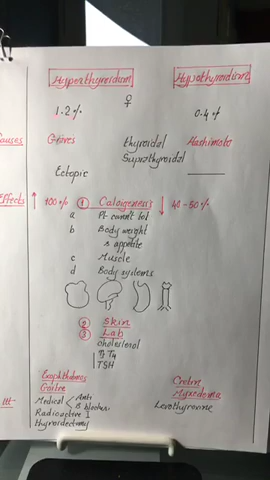 Hyperthyroidism Hypothyroidism
♀
1.2 % 0.4 %
Causes Graves thyroidal Hashimoto
Suprathyroidal
Ectopic
Effects ↑ 100 % ① Calorigenesis ↓ 40-50 %
a Pt cannot
b Body weight
& appetite
c Muscle
d Body systems
② Skin
③ Lab
cholesterol
T4
TSH
Exophthalmos Cretin
Goitre Myxedema
Medical < Anti Levothyroxine
B blocker
Radioactive I
thyroidectomy